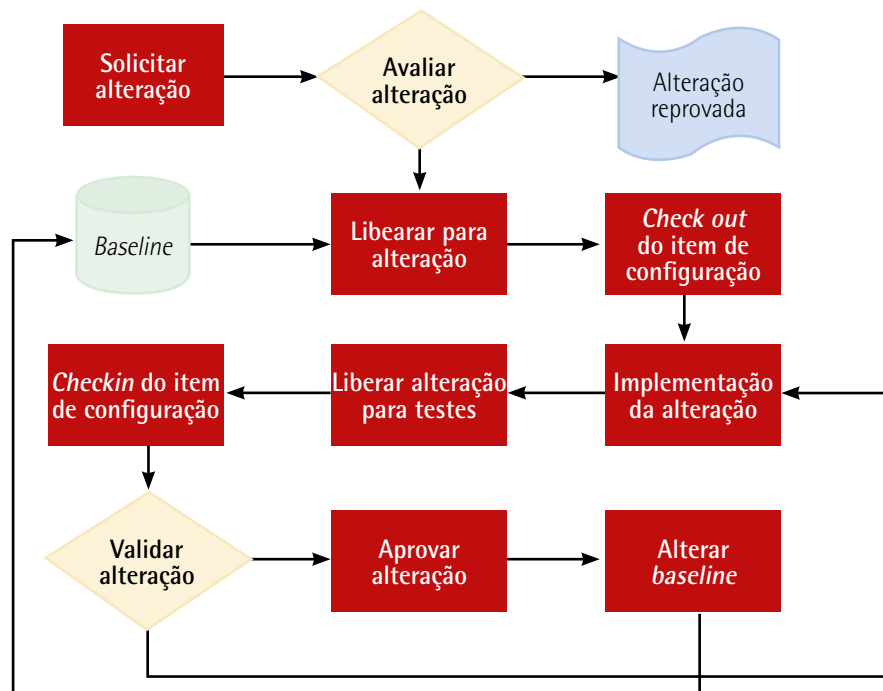 Solicitar
alteração
Avaliar
alteração
Alteração
reprovada
Baseline
Libearar para
alteração
Check out
do item de
configuração
Checkin do item
de configuração
Liberar alteração
para testes
Implementação
da alteração
Validar
alteração
Aprovar
alteração
Alterar
baseline